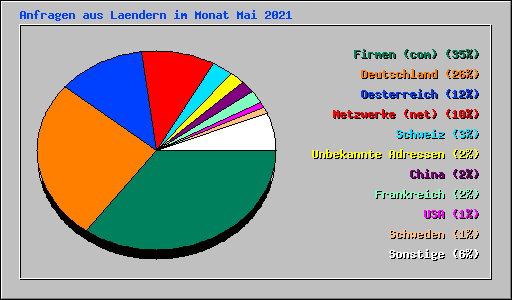 Anfragen aus Laendern im Monat Mai 2021
Firmen (com) (35%)
Deutschland (26%)
Oesterreich (12%)
Netzwerke (net) (10%)
Schweiz (3%)
Unbekannte Adressen (2%)
China (2%)
Frankreich (2%)
USA (1%)
Schweden (1%)
Sonstige (6%)